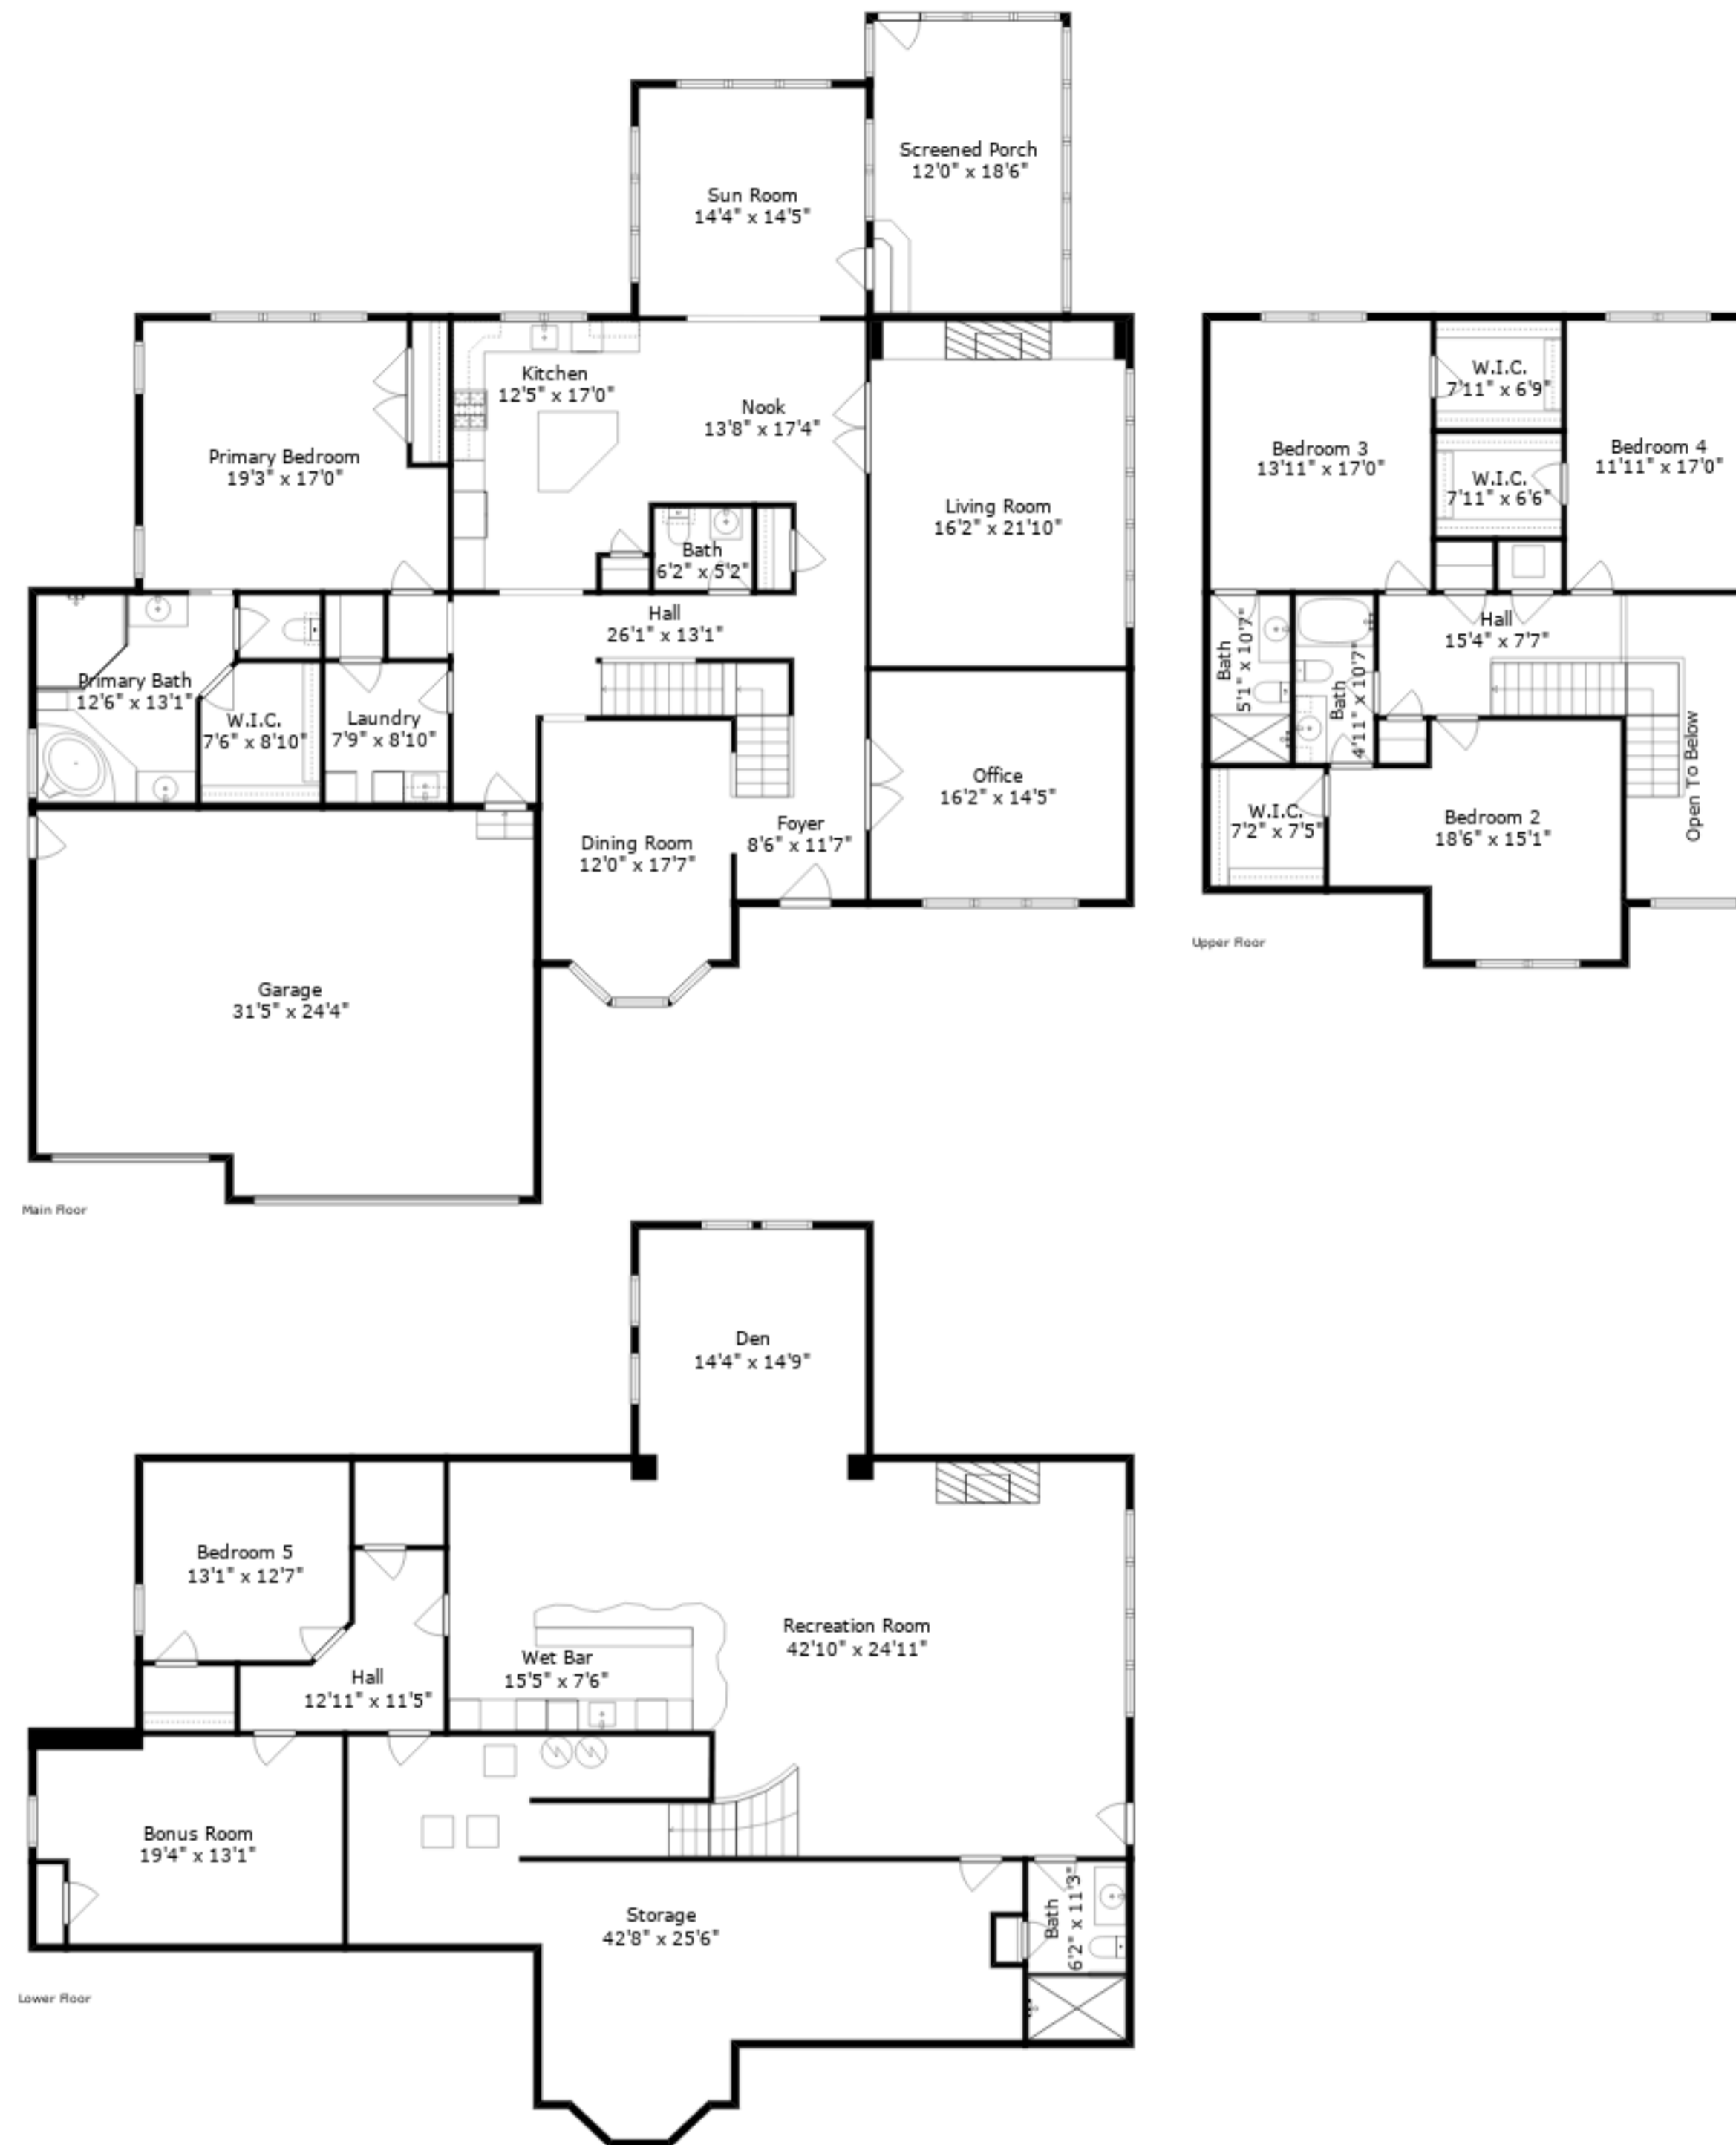 Screened Porch
12'0" x 18'6"
Sun Room
14'4" x 14'5"
Kitchen
12'5" x 17'0"
Nook
13'8" x 17'4"
Primary Bedroom
19'3" x 17'0"
Living Room
16'2" x 21'10"
Bath
6'2" x 5'2"
Hall
26'1" x 13'1"
Primary Bath
12'6" x 13'1"
W.I.C.
7'6" x 8'10"
Laundry
7'9" x 8'10"
Office
16'2" x 14'5"
Foyer
8'6" x 11'7"
Dining Room
12'0" x 17'7"
Garage
31'5" x 24'4"
Main Floor
W.I.C.
7'11" x 6'9"
Bedroom 3
13'11" x 17'0"
Bedroom 4
11'11" x 17'0"
W.I.C.
7'11" x 6'6"
Hall
15'4" x 7'7"
Bath
5'1" x 10'7"
Bath
4'11" x 10'7"
Open To Below
W.I.C.
7'2" x 7'5"
Bedroom 2
18'6" x 15'1"
Upper Floor
Den
14'4" x 14'9"
Bedroom 5
13'1" x 12'7"
Recreation Room
42'10" x 24'11"
Wet Bar
15'5" x 7'6"
Hall
12'11" x 11'5"
Bonus Room
19'4" x 13'1"
Storage
42'8" x 25'6"
Bath
6'2" x 11'3"
Lower Floor